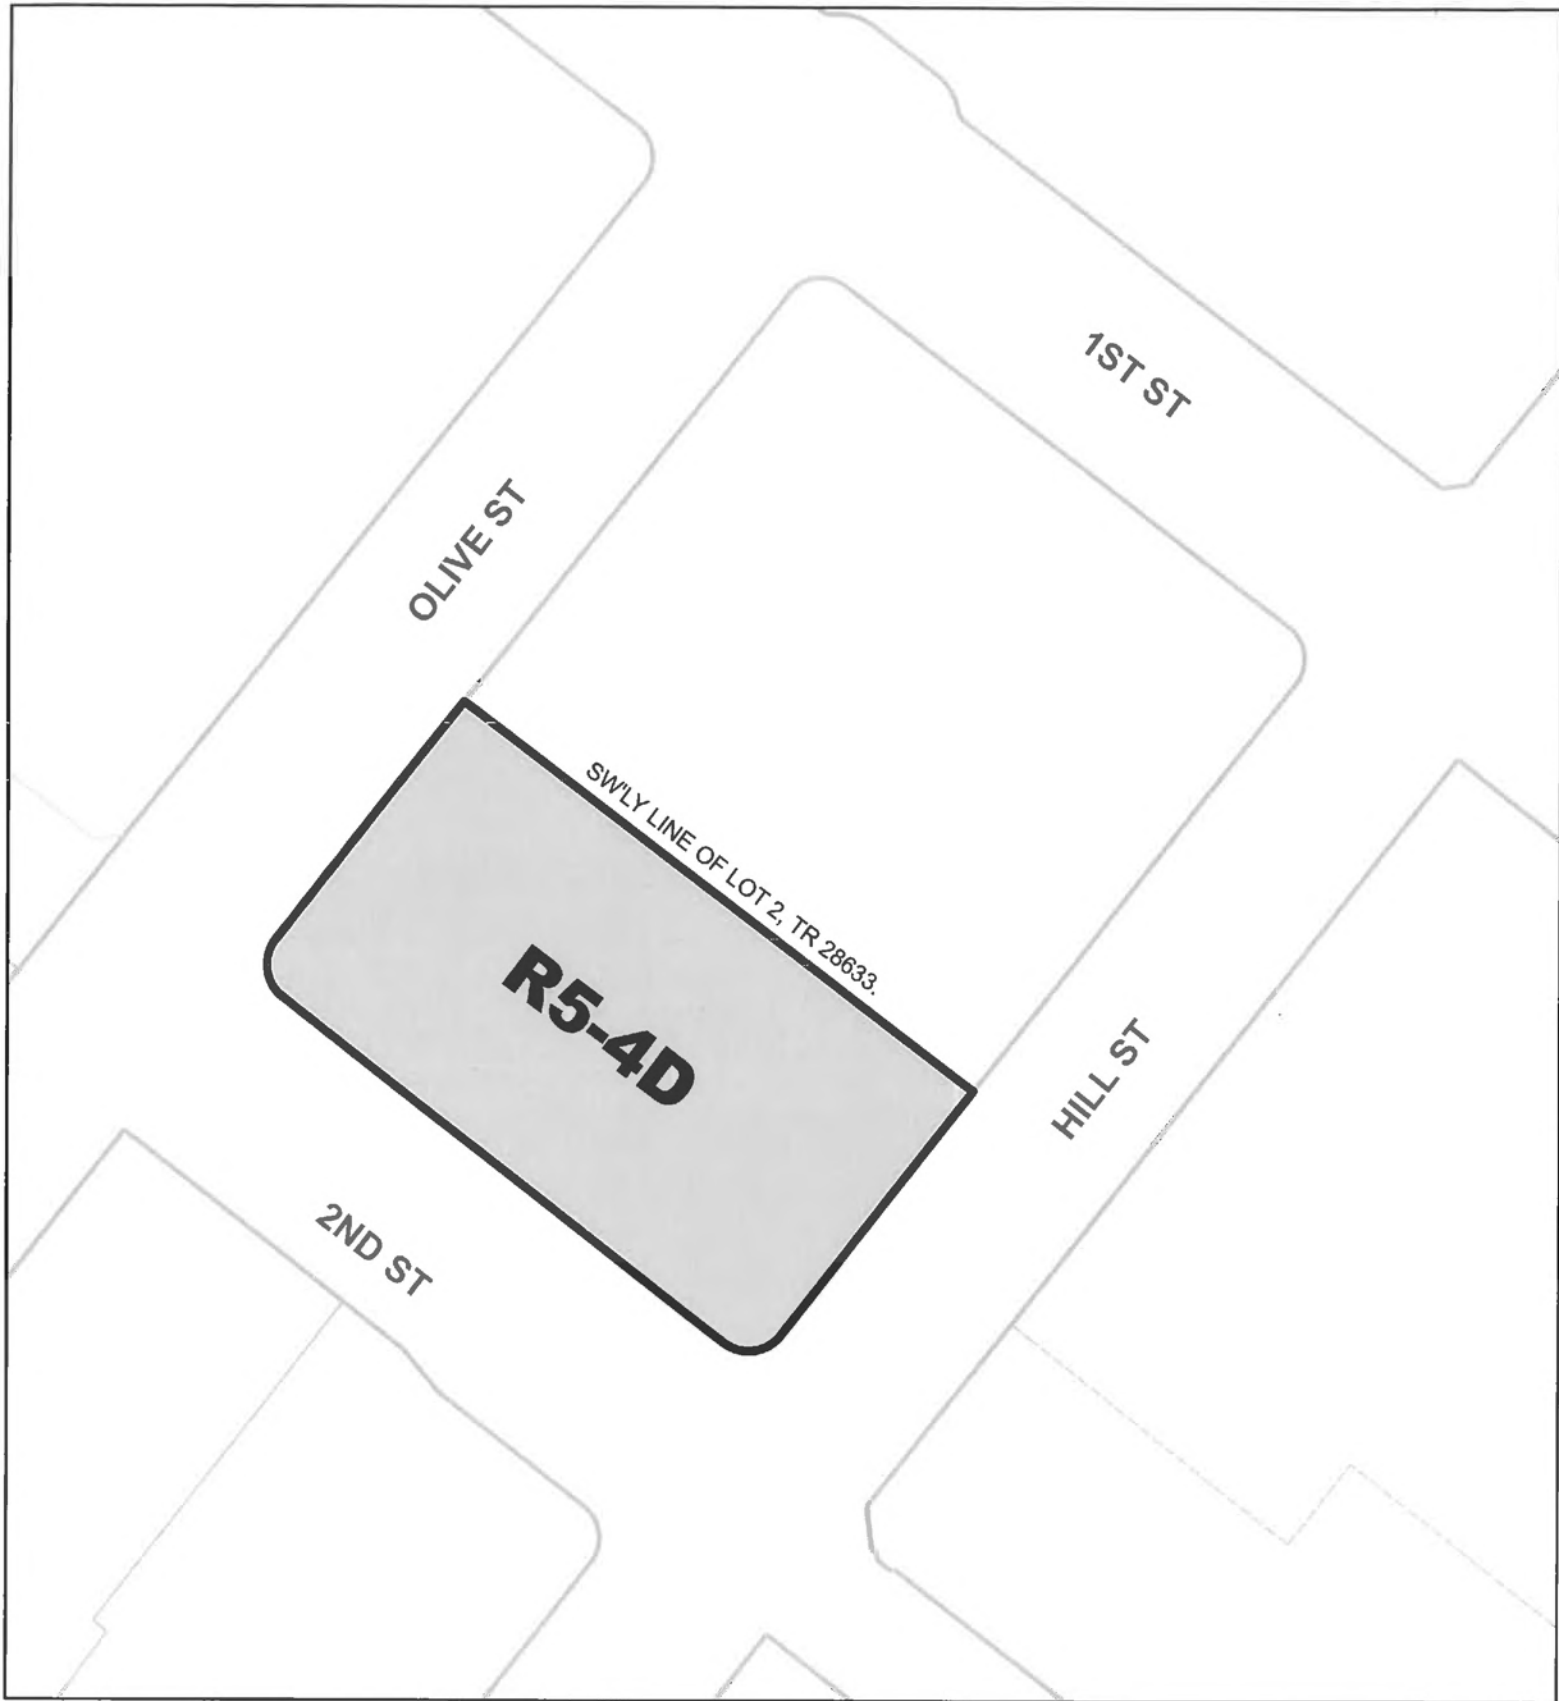 1ST ST
OLIVE ST
SW'LY LINE OF LOT 2, TR 28633.
R5-4D
HILL ST
2ND ST